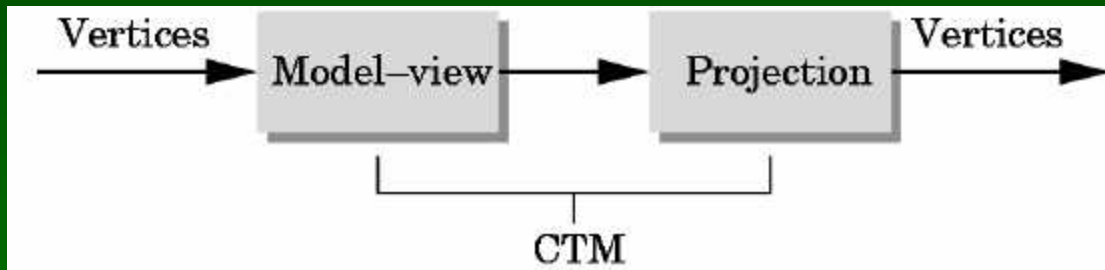 Vertices
Model–view
Projection
Vertices
CTM